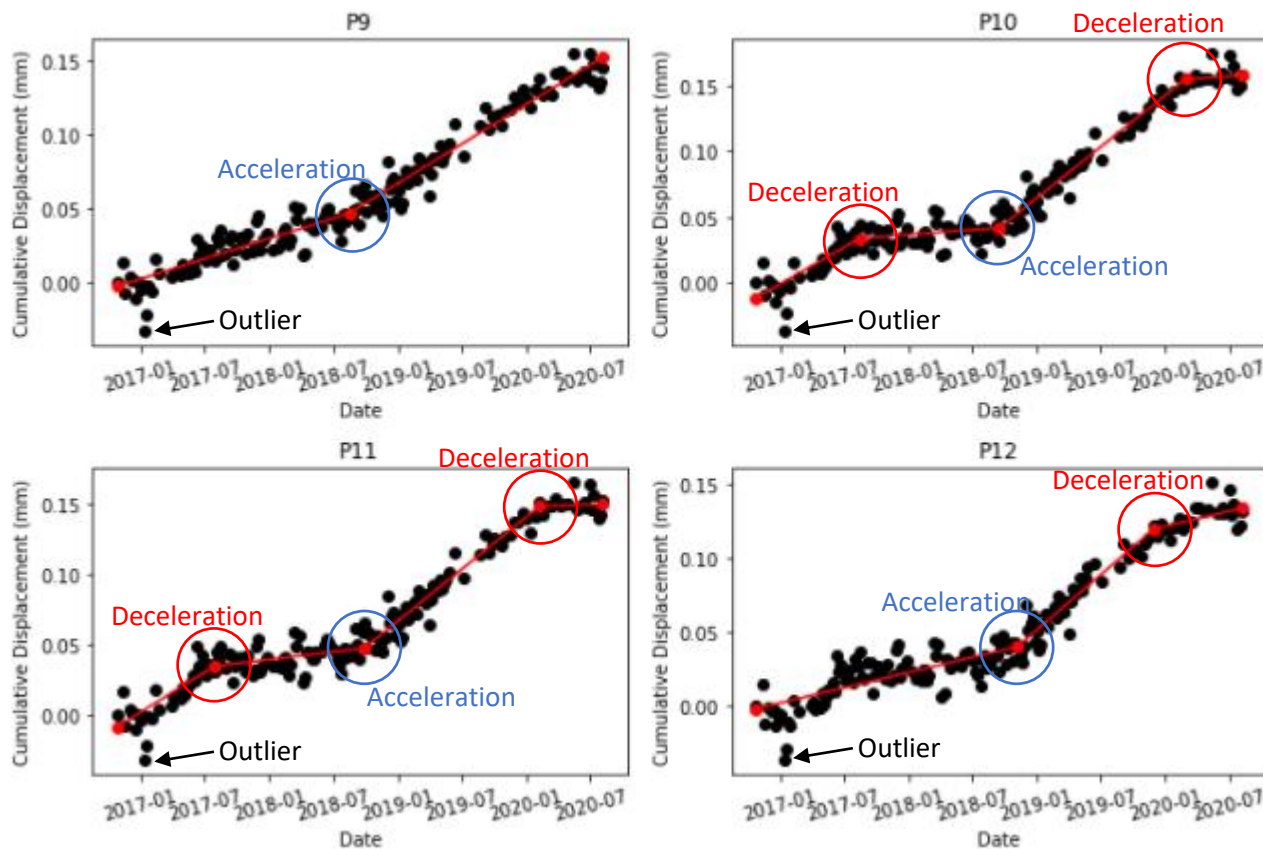 P9
Cumulative Displacement (mm)
0.15
0.10
0.05
0.00
Acceleration
Outlier
2017-01
2017-07
2018-01
2018-07
2019-01
2019-07
2020-01
2020-07
Date
P10
Cumulative Displacement (mm)
0.15
0.10
0.05
0.00
Deceleration
Deceleration
Acceleration
Outlier
2017-01
2017-07
2018-01
2018-07
2019-01
2019-07
2020-01
2020-07
Date
P11
Cumulative Displacement (mm)
0.15
0.10
0.05
0.00
Deceleration
Deceleration
Acceleration
Outlier
2017-01
2017-07
2018-01
2018-07
2019-01
2019-07
2020-01
2020-07
Date
P12
Cumulative Displacement (mm)
0.15
0.10
0.05
0.00
Deceleration
Acceleration
Outlier
2017-01
2017-07
2018-01
2018-07
2019-01
2019-07
2020-01
2020-07
Date